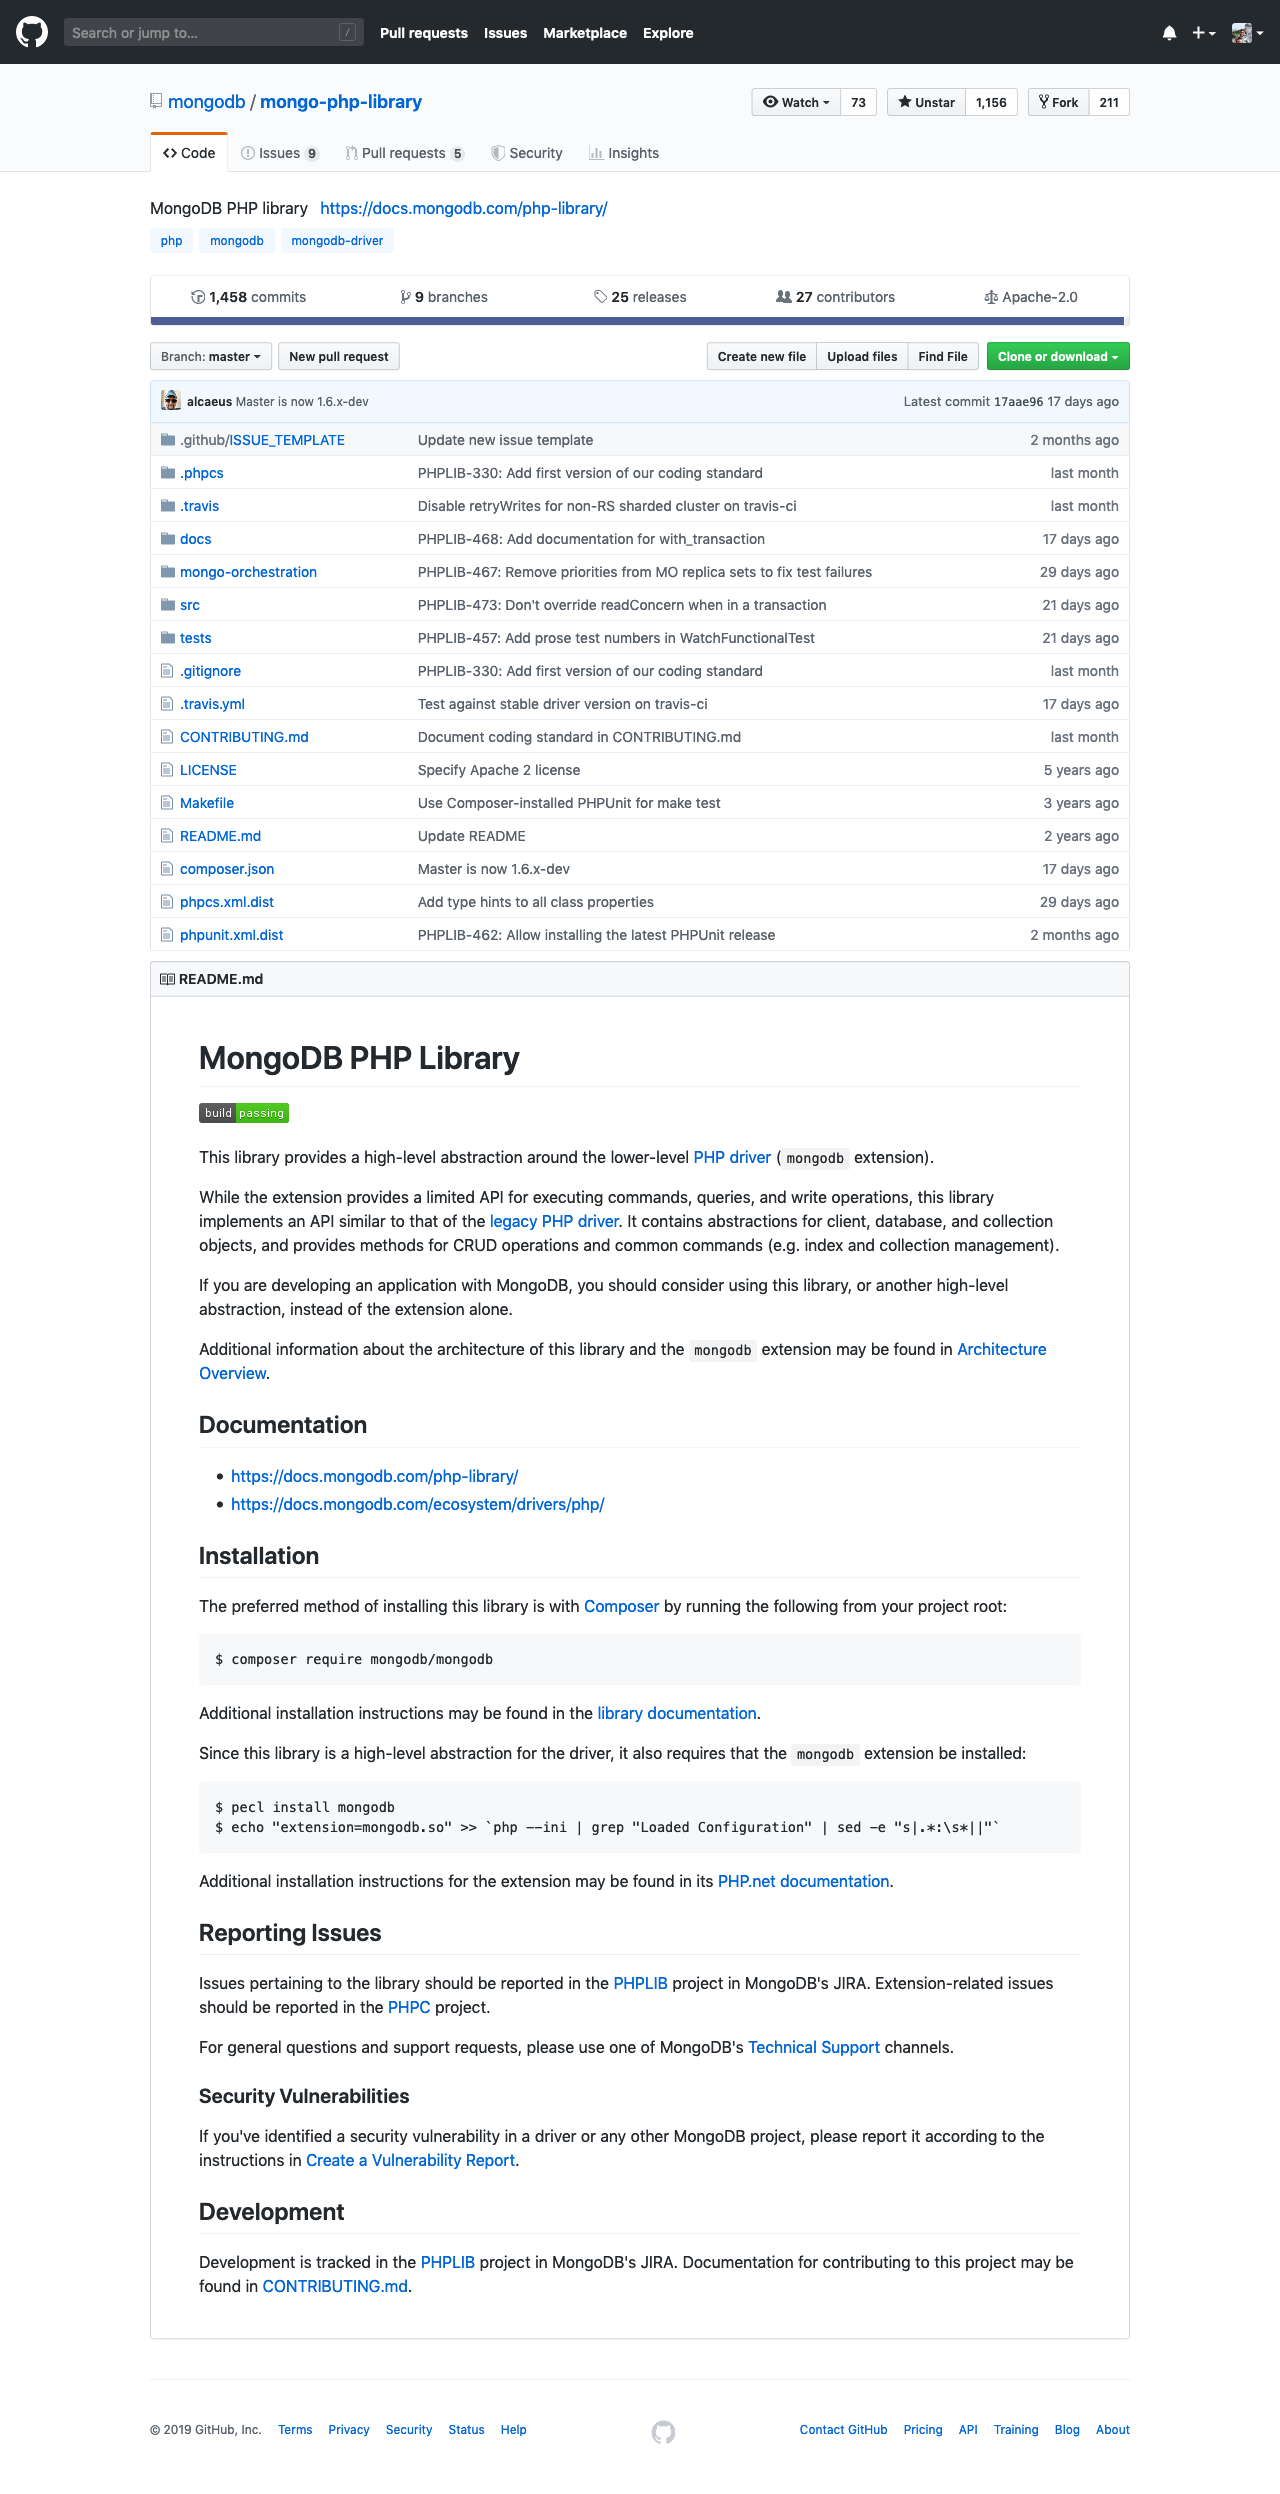 Search or jump to... /
Pull requests Issues Marketplace Explore
mongodb / mongo-php-library
Watch 73 Unstar 1,156 Fork 211
Code Issues 9 Pull requests 5 Security Insights
MongoDB PHP library https://docs.mongodb.com/php-library/
php mongodb mongodb-driver
1,458 commits 9 branches 25 releases 27 contributors Apache-2.0
Branch: master New pull request Create new file Upload files Find File Clone or download
alcaeus Master is now 1.6.x-dev Latest commit 17aae96 17 days ago
.github/ISSUE_TEMPLATE Update new issue template 2 months ago
.phpcs PHPLIB-330: Add first version of our coding standard last month
.travis Disable retryWrites for non-RS sharded cluster on travis-ci last month
docs PHPLIB-468: Add documentation for with_transaction 17 days ago
mongo-orchestration PHPLIB-467: Remove priorities from MO replica sets to fix test failures 29 days ago
src PHPLIB-473: Don't override readConcern when in a transaction 21 days ago
tests PHPLIB-457: Add prose test numbers in WatchFunctionalTest 21 days ago
.gitignore PHPLIB-330: Add first version of our coding standard last month
.travis.yml Test against stable driver version on travis-ci 17 days ago
CONTRIBUTING.md Document coding standard in CONTRIBUTING.md last month
LICENSE Specify Apache 2 license 5 years ago
Makefile Use Composer-installed PHPUnit for make test 3 years ago
README.md Update README 2 years ago
composer.json Master is now 1.6.x-dev 17 days ago
phpcs.xml.dist Add type hints to all class properties 29 days ago
phpunit.xml.dist PHPLIB-462: Allow installing the latest PHPUnit release 2 months ago
README.md
MongoDB PHP Library
build passing
This library provides a high-level abstraction around the lower-level PHP driver ( mongodb extension).
While the extension provides a limited API for executing commands, queries, and write operations, this library
implements an API similar to that of the legacy PHP driver. It contains abstractions for client, database, and collection
objects, and provides methods for CRUD operations and common commands (e.g. index and collection management).
If you are developing an application with MongoDB, you should consider using this library, or another high-level
abstraction, instead of the extension alone.
Additional information about the architecture of this library and the mongodb extension may be found in Architecture
Overview.
Documentation
• https://docs.mongodb.com/php-library/
• https://docs.mongodb.com/ecosystem/drivers/php/
Installation
The preferred method of installing this library is with Composer by running the following from your project root:
$ composer require mongodb/mongodb
Additional installation instructions may be found in the library documentation.
Since this library is a high-level abstraction for the driver, it also requires that the mongodb extension be installed:
$ pecl install mongodb
$ echo "extension=mongodb.so" >> `php --ini | grep "Loaded Configuration" | sed -e "s|.*:\s*||"`
Additional installation instructions for the extension may be found in its PHP.net documentation.
Reporting Issues
Issues pertaining to the library should be reported in the PHPLIB project in MongoDB's JIRA. Extension-related issues
should be reported in the PHPC project.
For general questions and support requests, please use one of MongoDB's Technical Support channels.
Security Vulnerabilities
If you've identified a security vulnerability in a driver or any other MongoDB project, please report it according to the
instructions in Create a Vulnerability Report.
Development
Development is tracked in the PHPLIB project in MongoDB's JIRA. Documentation for contributing to this project may be
found in CONTRIBUTING.md.
© 2019 GitHub, Inc. Terms Privacy Security Status Help Contact GitHub Pricing API Training Blog About